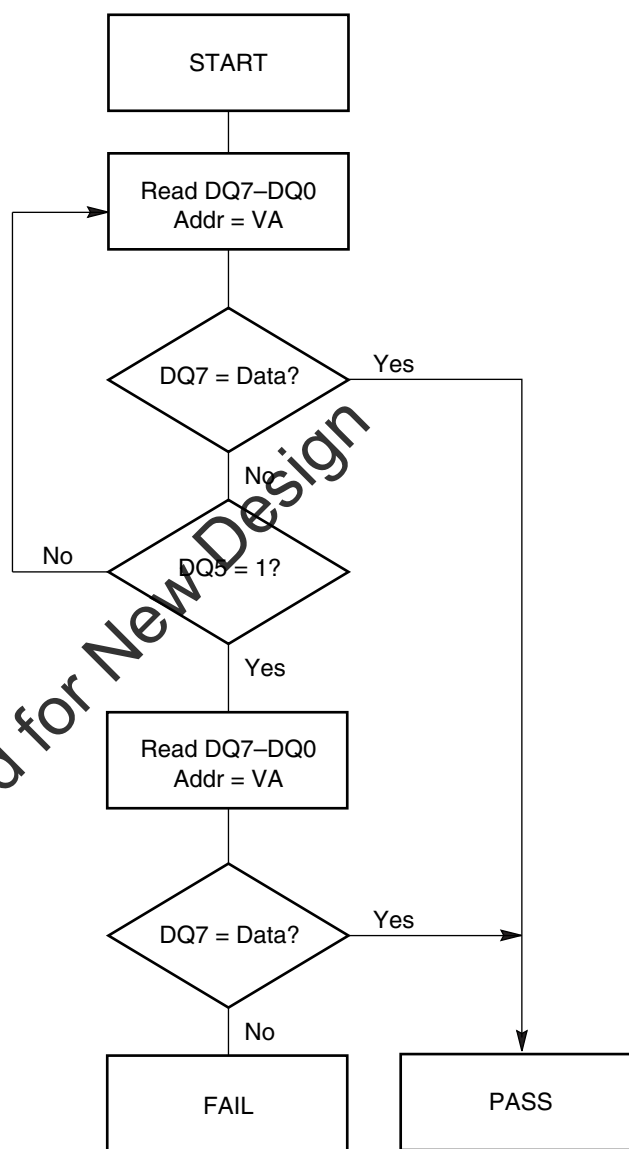 START
Read DQ7–DQ0
Addr = VA
DQ7 = Data?
Yes
No
DQ5 = 1?
No
Yes
Read DQ7–DQ0
Addr = VA
DQ7 = Data?
Yes
No
FAIL
PASS
for New Design